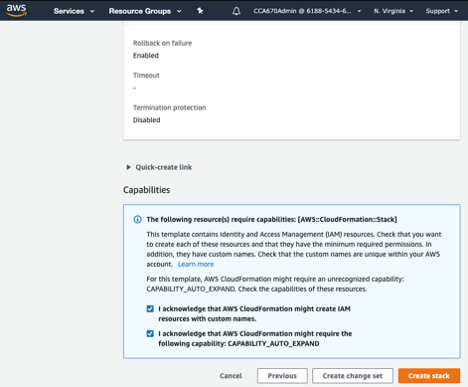 aws
Services
Resource Groups
CCA670Admin @ 6188-5434-6...
N. Virginia
Support
Rollback on failure
Enabled
Timeout
-
Termination protection
Disabled
Quick-create link
Capabilities
The following resource(s) require capabilities: [AWS::CloudFormation::Stack]
This template contains Identity and Access Management (IAM) resources. Check that you want
to create each of these resources and that they have the minimum required permissions. In
addition, they have custom names. Check that the custom names are unique within your AWS
account. Learn more
For this template, AWS CloudFormation might require an unrecognized capability:
CAPABILITY_AUTO_EXPAND. Check the capabilities of these resources.
I acknowledge that AWS CloudFormation might create IAM
resources with custom names.
I acknowledge that AWS CloudFormation might require the
following capability: CAPABILITY_AUTO_EXPAND
Cancel
Previous
Create change set
Create stack